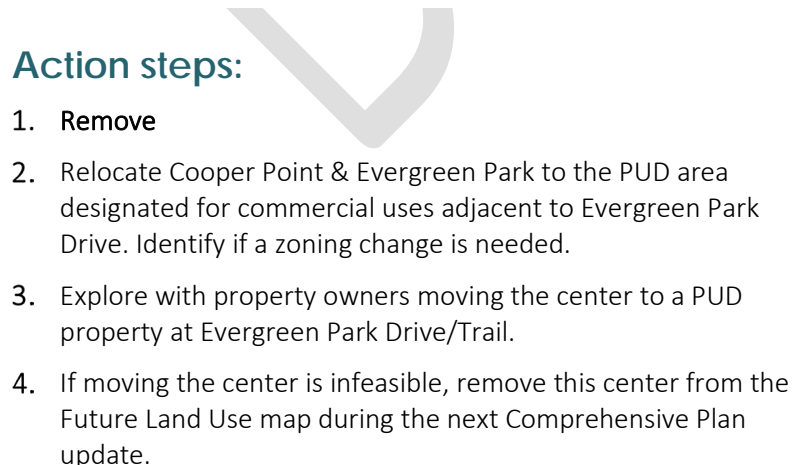 Action steps:
1. Remove
2. Relocate Cooper Point & Evergreen Park to the PUD area
designated for commercial uses adjacent to Evergreen Park
Drive. Identify if a zoning change is needed.
3. Explore with property owners moving the center to a PUD
property at Evergreen Park Drive/Trail.
4. If moving the center is infeasible, remove this center from the
Future Land Use map during the next Comprehensive Plan
update.